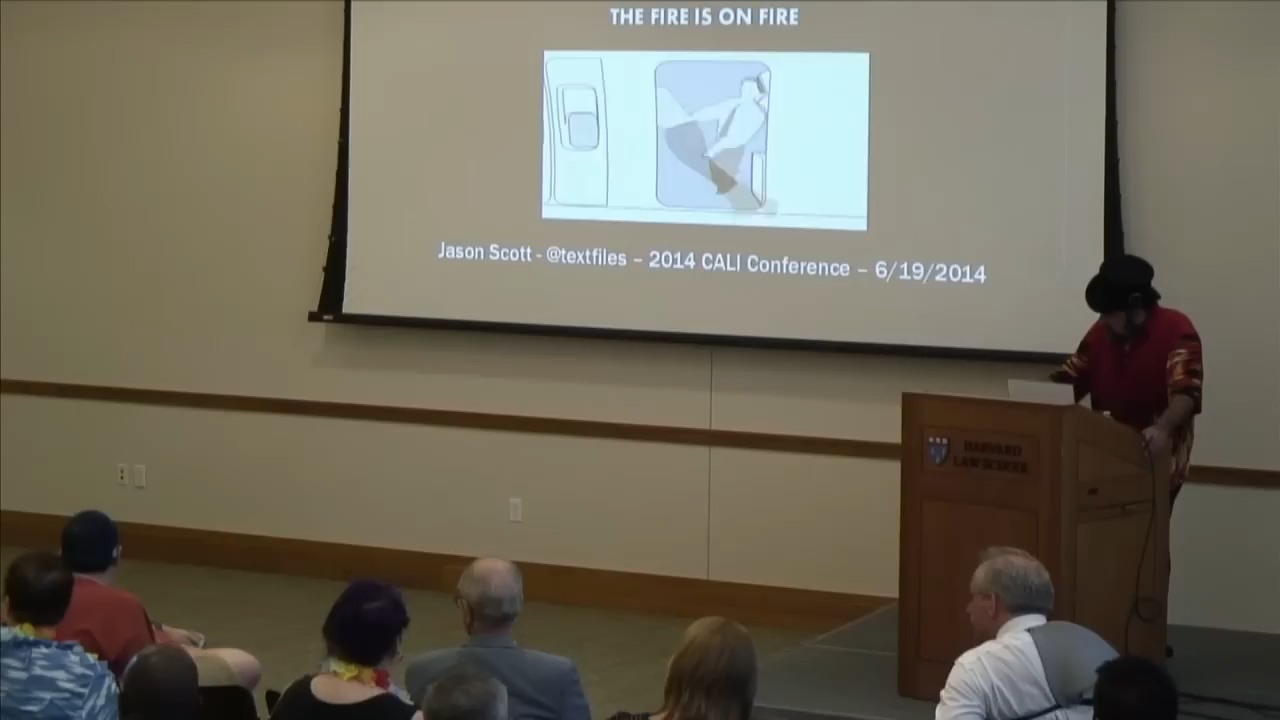 THE FIRE IS ON FIRE
Jason Scott - @textfiles – 2014 CALI Conference – 6/19/2014
HARVARD
LAW SCHOOL